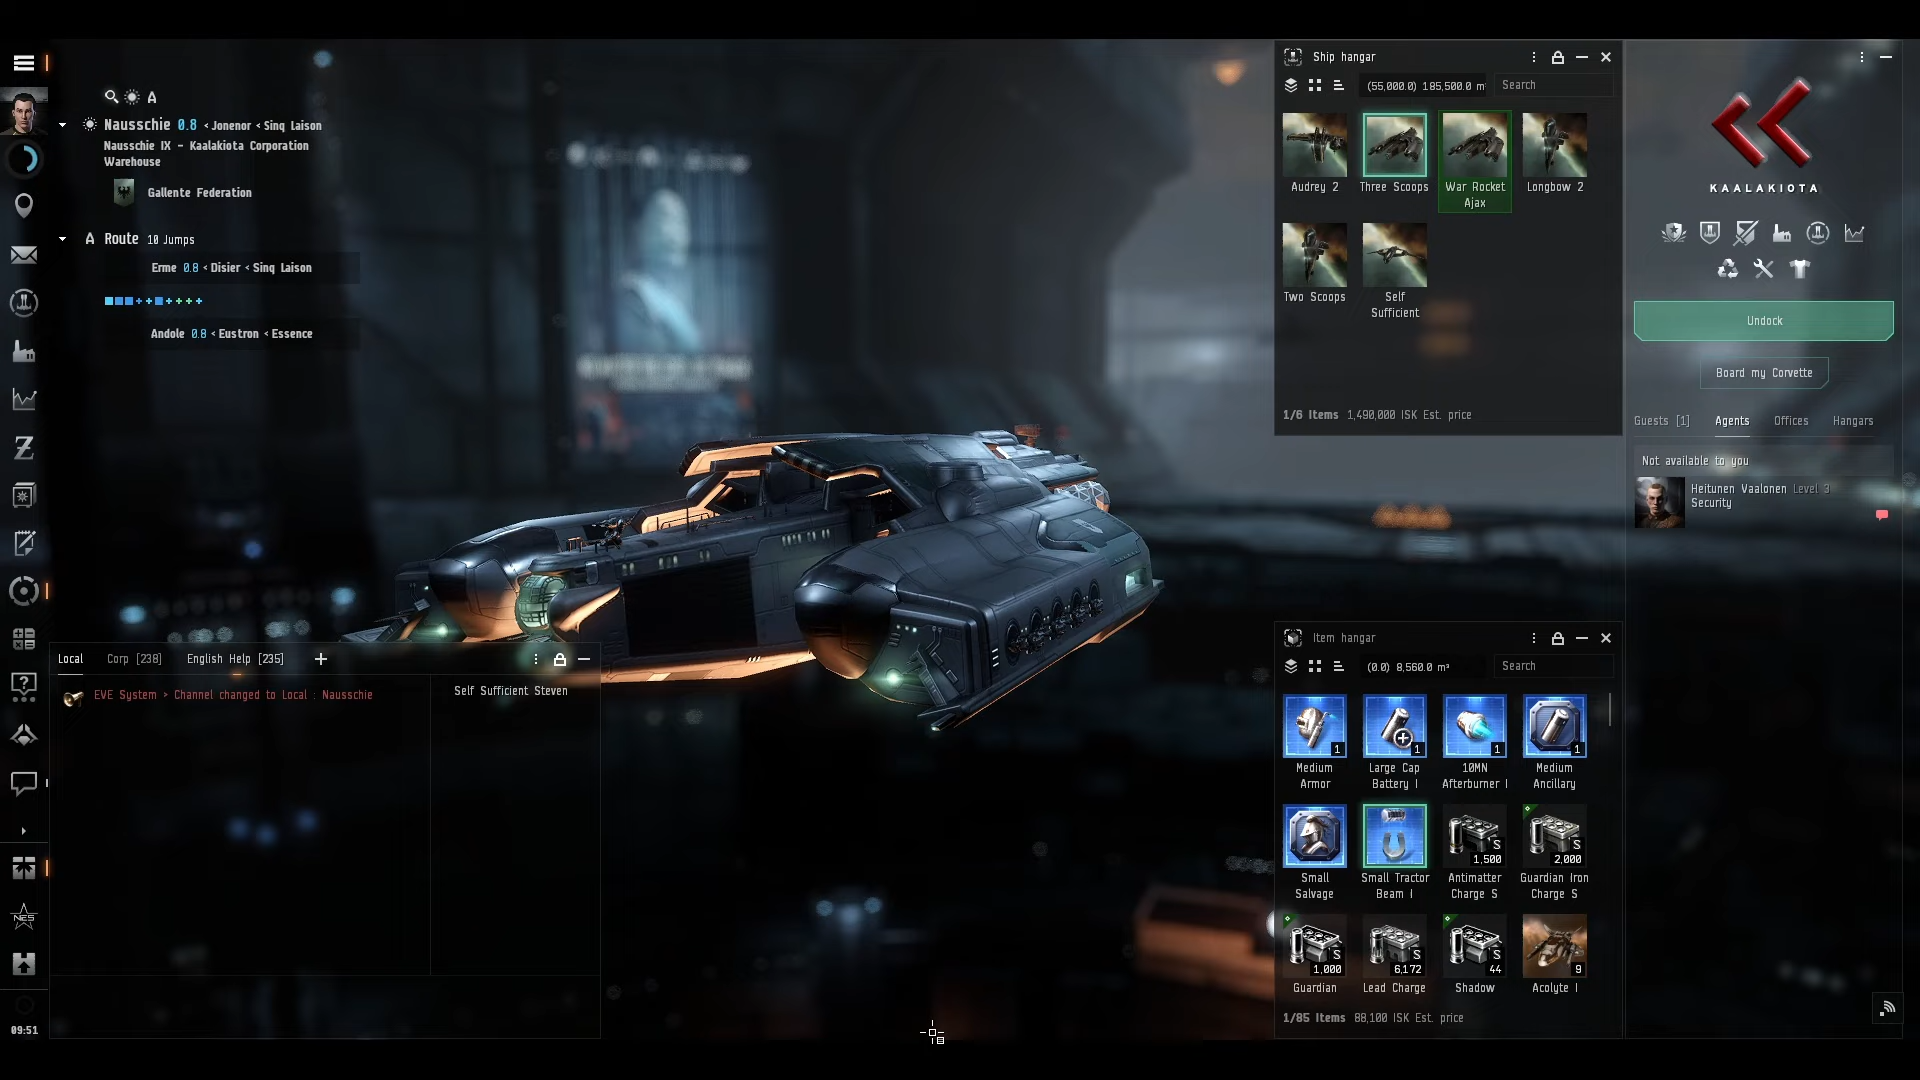 Nausschie 0.8 < Jonenor < Sinq Laison
Nausschie IX - Kaalakiota Corporation
Warehouse
Gallente Federation
Route 10 Jumps
Erme 0.8 < Disier < Sinq Laison
Andole 0.8 < Eustron < Essence
Local
Corp [238]
English Help [235]
EVE System > Channel changed to Local : Nausschie
Self Sufficient Steven
09:51
Ship hangar
(55,000.0) 185,500.0 m
Search
Audrey 2
Three Scoops
War Rocket
Ajax
Longbow 2
Two Scoops
Self
Sufficient
1/6 Items 1,490,000 ISK Est. price
Item hangar
(0.0) 8,560.0 m³
Search
1
1
1
1
Medium
Armor
Large Cap
Battery I
10MN
Afterburner I
Medium
Ancillary
Small
Salvage
Small Tractor
Beam I
S
1,500
Antimatter
Charge S
S
2,000
Guardian Iron
Charge S
S
1,000
Guardian
S
6,172
Lead Charge
S
44
Shadow
9
Acolyte I
1/85 Items 88,100 ISK Est. price
KAALAKIOTA
Undock
Board my Corvette
Guests [1]
Agents
Offices
Hangars
Not available to you
Heitunen Vaalonen Level 3
Security
NES